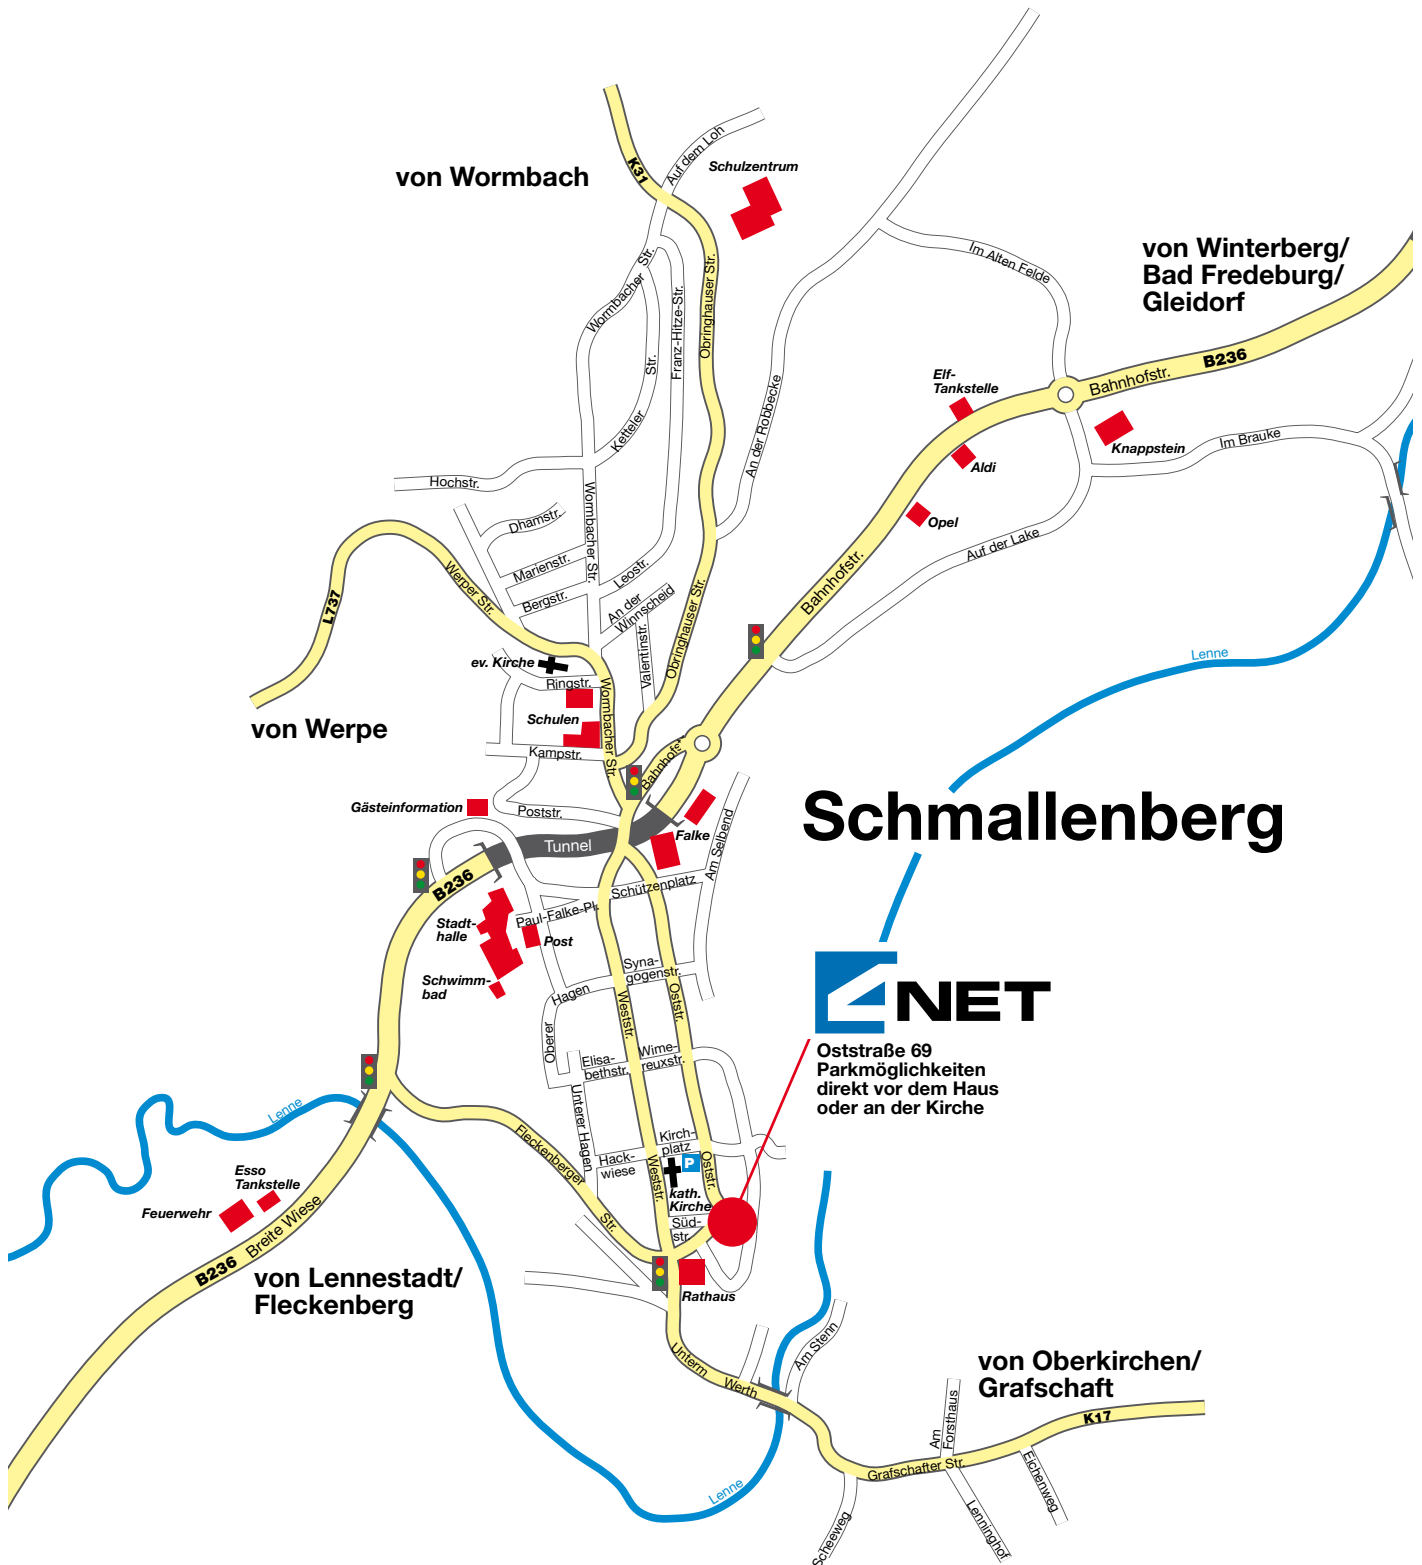 K31
Auf dem Loh
Schulzentrum
von Wormbach
von Winterberg/
Bad Fredeburg/
Gleidorf
Im Alten Felde
Wormbacher Str.
Franz-Hitze-Str.
Obringhauser Str.
B236
Bahnhofstr.
Elf-
Tankstelle
Ketteler Str.
An der Robbecke
Knappstein
Im Brauke
Aldi
Hochstr.
Wormbacher Str.
Dhamstr.
Opel
Auf der Lake
Marienstr.
Leostr.
Bergstr.
Werper Str.
L737
An der
Winnscheid
Bahnhofstr.
Obringhauser Str.
Valentinstr.
Lenne
ev. Kirche
Ringstr.
Wormbacher Str.
von Werpe
Schulen
Kampstr.
Bahnhofstr.
Gästeinformation
Poststr.
Schmallenberg
Tunnel
Falke
Am Selbend
B236
Schützenplatz
Paul-Falke-Pl.
Stadt-
halle
Post
Schwimm-
bad
Syna-
gogenstr.
Hagen
Oberer
Weststr.
Oststr.
NET
Oststraße 69
Parkmöglichkeiten
direkt vor dem Haus
oder an der Kirche
Elisa-
bethstr.
Wime-
reuxstr.
Unterer Hagen
Lenne
Fleckenberger
Str.
Kirch-
platz
P
Hack-
wiese
Weststr.
Oststr.
kath.
Kirche
Süd-
str.
Esso
Tankstelle
Feuerwehr
Breite Wiese
B236
von Lennestadt/
Fleckenberg
Rathaus
Unterm
Werth
Am Stenn
von Oberkirchen/
Grafschaft
K17
Am
Forsthaus
Grafschafter Str.
Eichenweg
Lenninghof
Scheeweg
Lenne